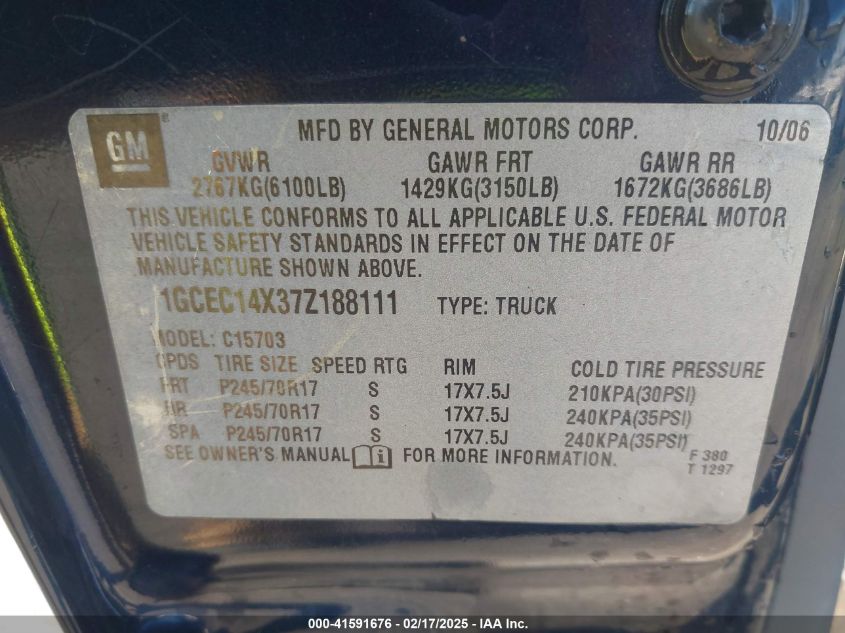 GM® MFD BY GENERAL MOTORS CORP. 10/06
GVWR GAWR FRT GAWR RR
2767KG(6100LB) 1429KG(3150LB) 1672KG(3686LB)
THIS VEHICLE CONFORMS TO ALL APPLICABLE U.S. FEDERAL MOTOR
VEHICLE SAFETY STANDARDS IN EFFECT ON THE DATE OF
MANUFACTURE SHOWN ABOVE.
1GCEC14X37Z188111 TYPE: TRUCK
MODEL: C15703
GPDS TIRE SIZE SPEED RTG RIM COLD TIRE PRESSURE
FRT P245/70R17 S 17X7.5J 210KPA(30PSI)
RR P245/70R17 S 17X7.5J 240KPA(35PSI)
SPA P245/70R17 S 17X7.5J 240KPA(35PSI)
SEE OWNER'S MANUAL i FOR MORE INFORMATION. F 380
T 1297
000-41591676 - 02/17/2025 - IAA Inc.